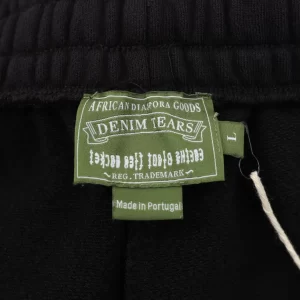 AFRICAN DIASPORA GOODS
DENIM TEARS
L
REG. TRADEMARK
Made in Portugal